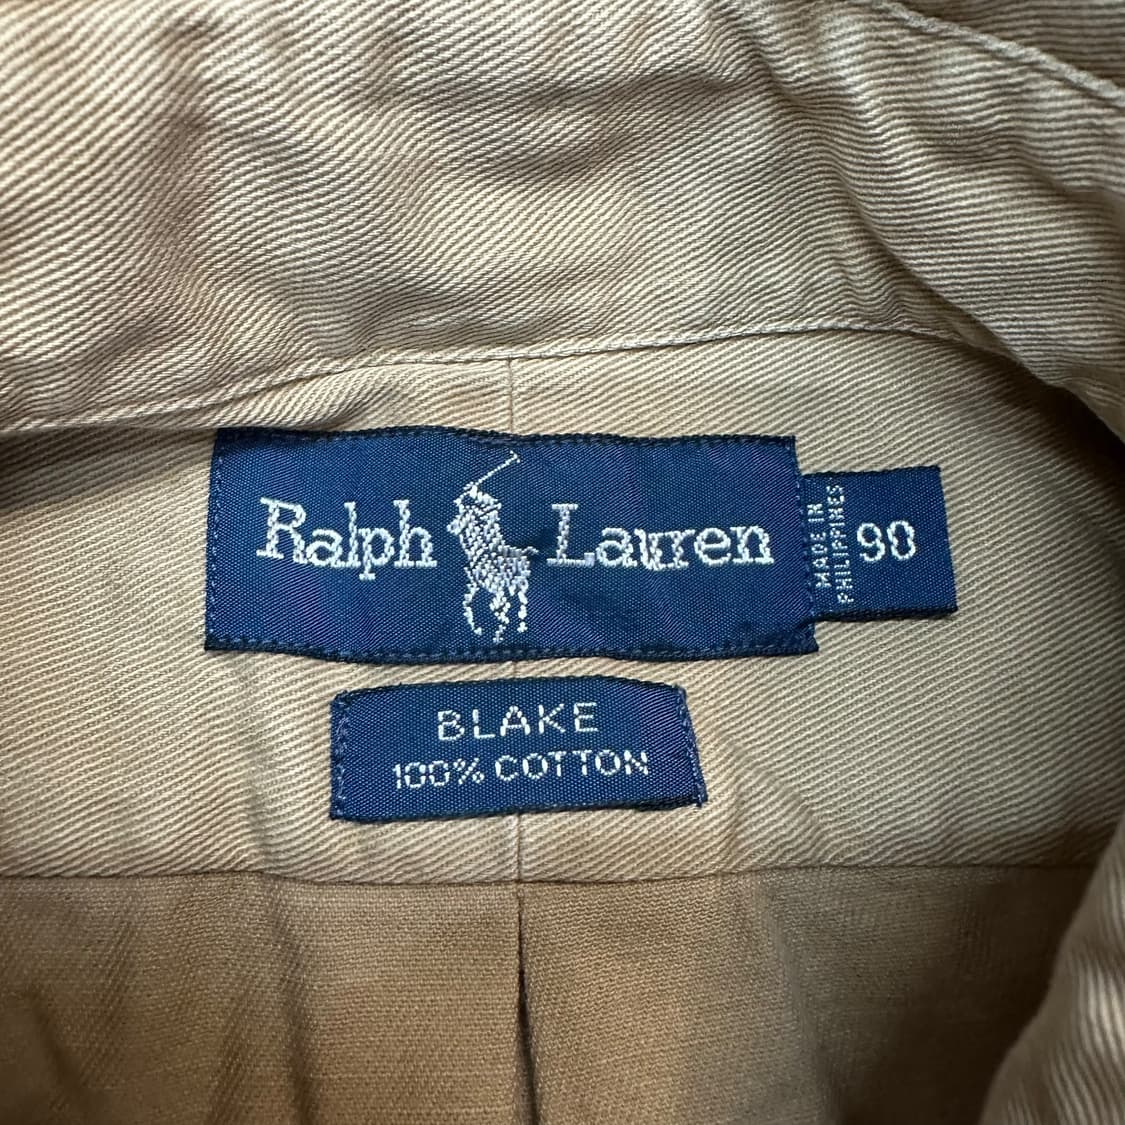 Ralph Lauren
MADE IN
PHILIPPINES
90
BLAKE
100% COTTON